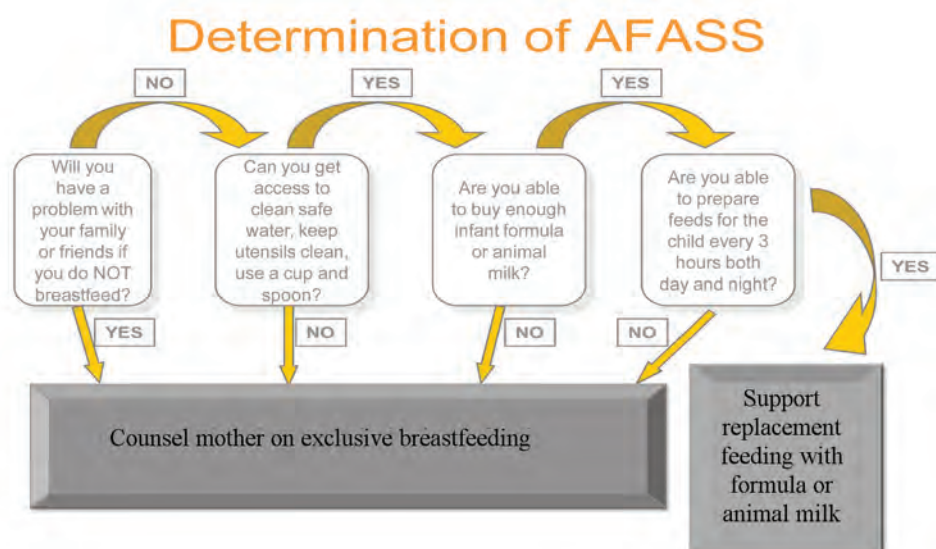 Determination of AFASS
NO
YES
YES
Will you
have a
problem with
your family
or friends if
you do NOT
breastfeed?
Can you get
access to
clean safe
water, keep
utensils clean,
use a cup and
spoon?
Are you able
to buy enough
infant formula
or animal
milk?
Are you able
to prepare
feeds for the
child every 3
hours both
day and night?
YES
YES
NO
NO
NO
Counsel mother on exclusive breastfeeding
Support
replacement
feeding with
formula or
animal milk